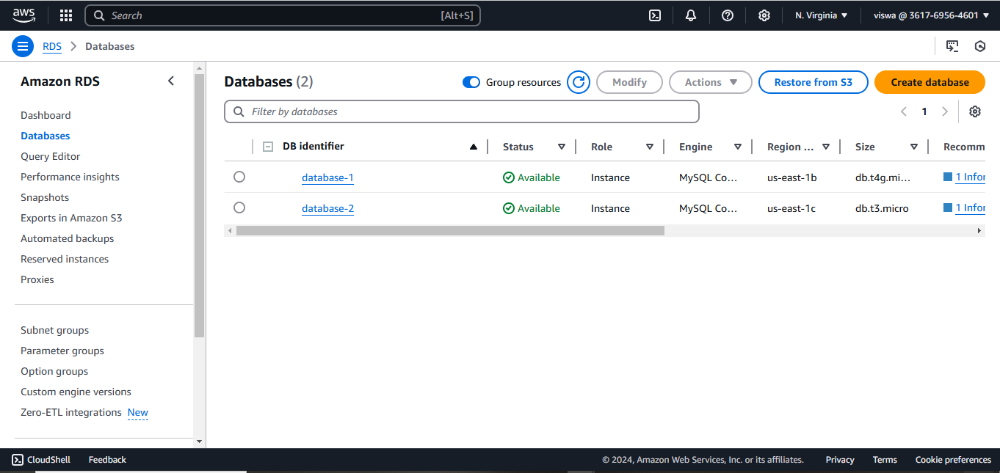 aws Search [Alt+S] N. Virginia viswa @ 3617-6956-4601
RDS Databases
Amazon RDS
Dashboard
Databases
Query Editor
Performance insights
Snapshots
Exports in Amazon S3
Automated backups
Reserved instances
Proxies
Subnet groups
Parameter groups
Option groups
Custom engine versions
Zero-ETL integrations New
Databases (2) Group resources Modify Actions Restore from S3 Create database
Filter by databases 1
DB identifier Status Role Engine Region ... Size Recomm
database-1 Available Instance MySQL Co... us-east-1b db.t4g.mi... 1 Infor
database-2 Available Instance MySQL Co... us-east-1c db.t3.micro 1 Infor
CloudShell Feedback © 2024, Amazon Web Services, Inc. or its affiliates. Privacy Terms Cookie preferences